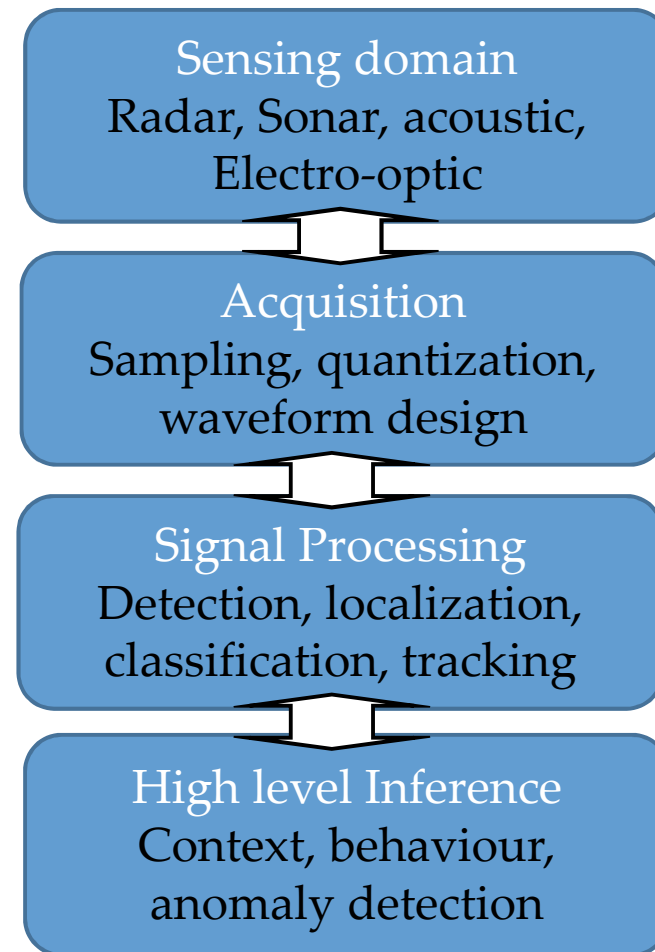 Sensing domain
Radar, Sonar, acoustic,
Electro-optic
Acquisition
Sampling, quantization,
waveform design
Signal Processing
Detection, localization,
classification, tracking
High level Inference
Context, behaviour,
anomaly detection